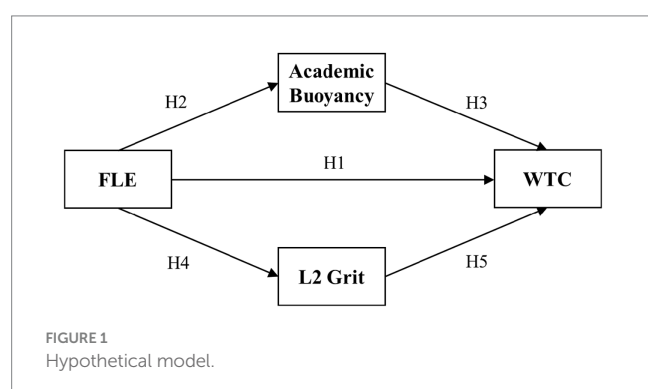 Academic
Buoyancy
H2
H3
H1
FLE
WTC
H4
H5
L2 Grit
FIGURE 1
Hypothetical model.